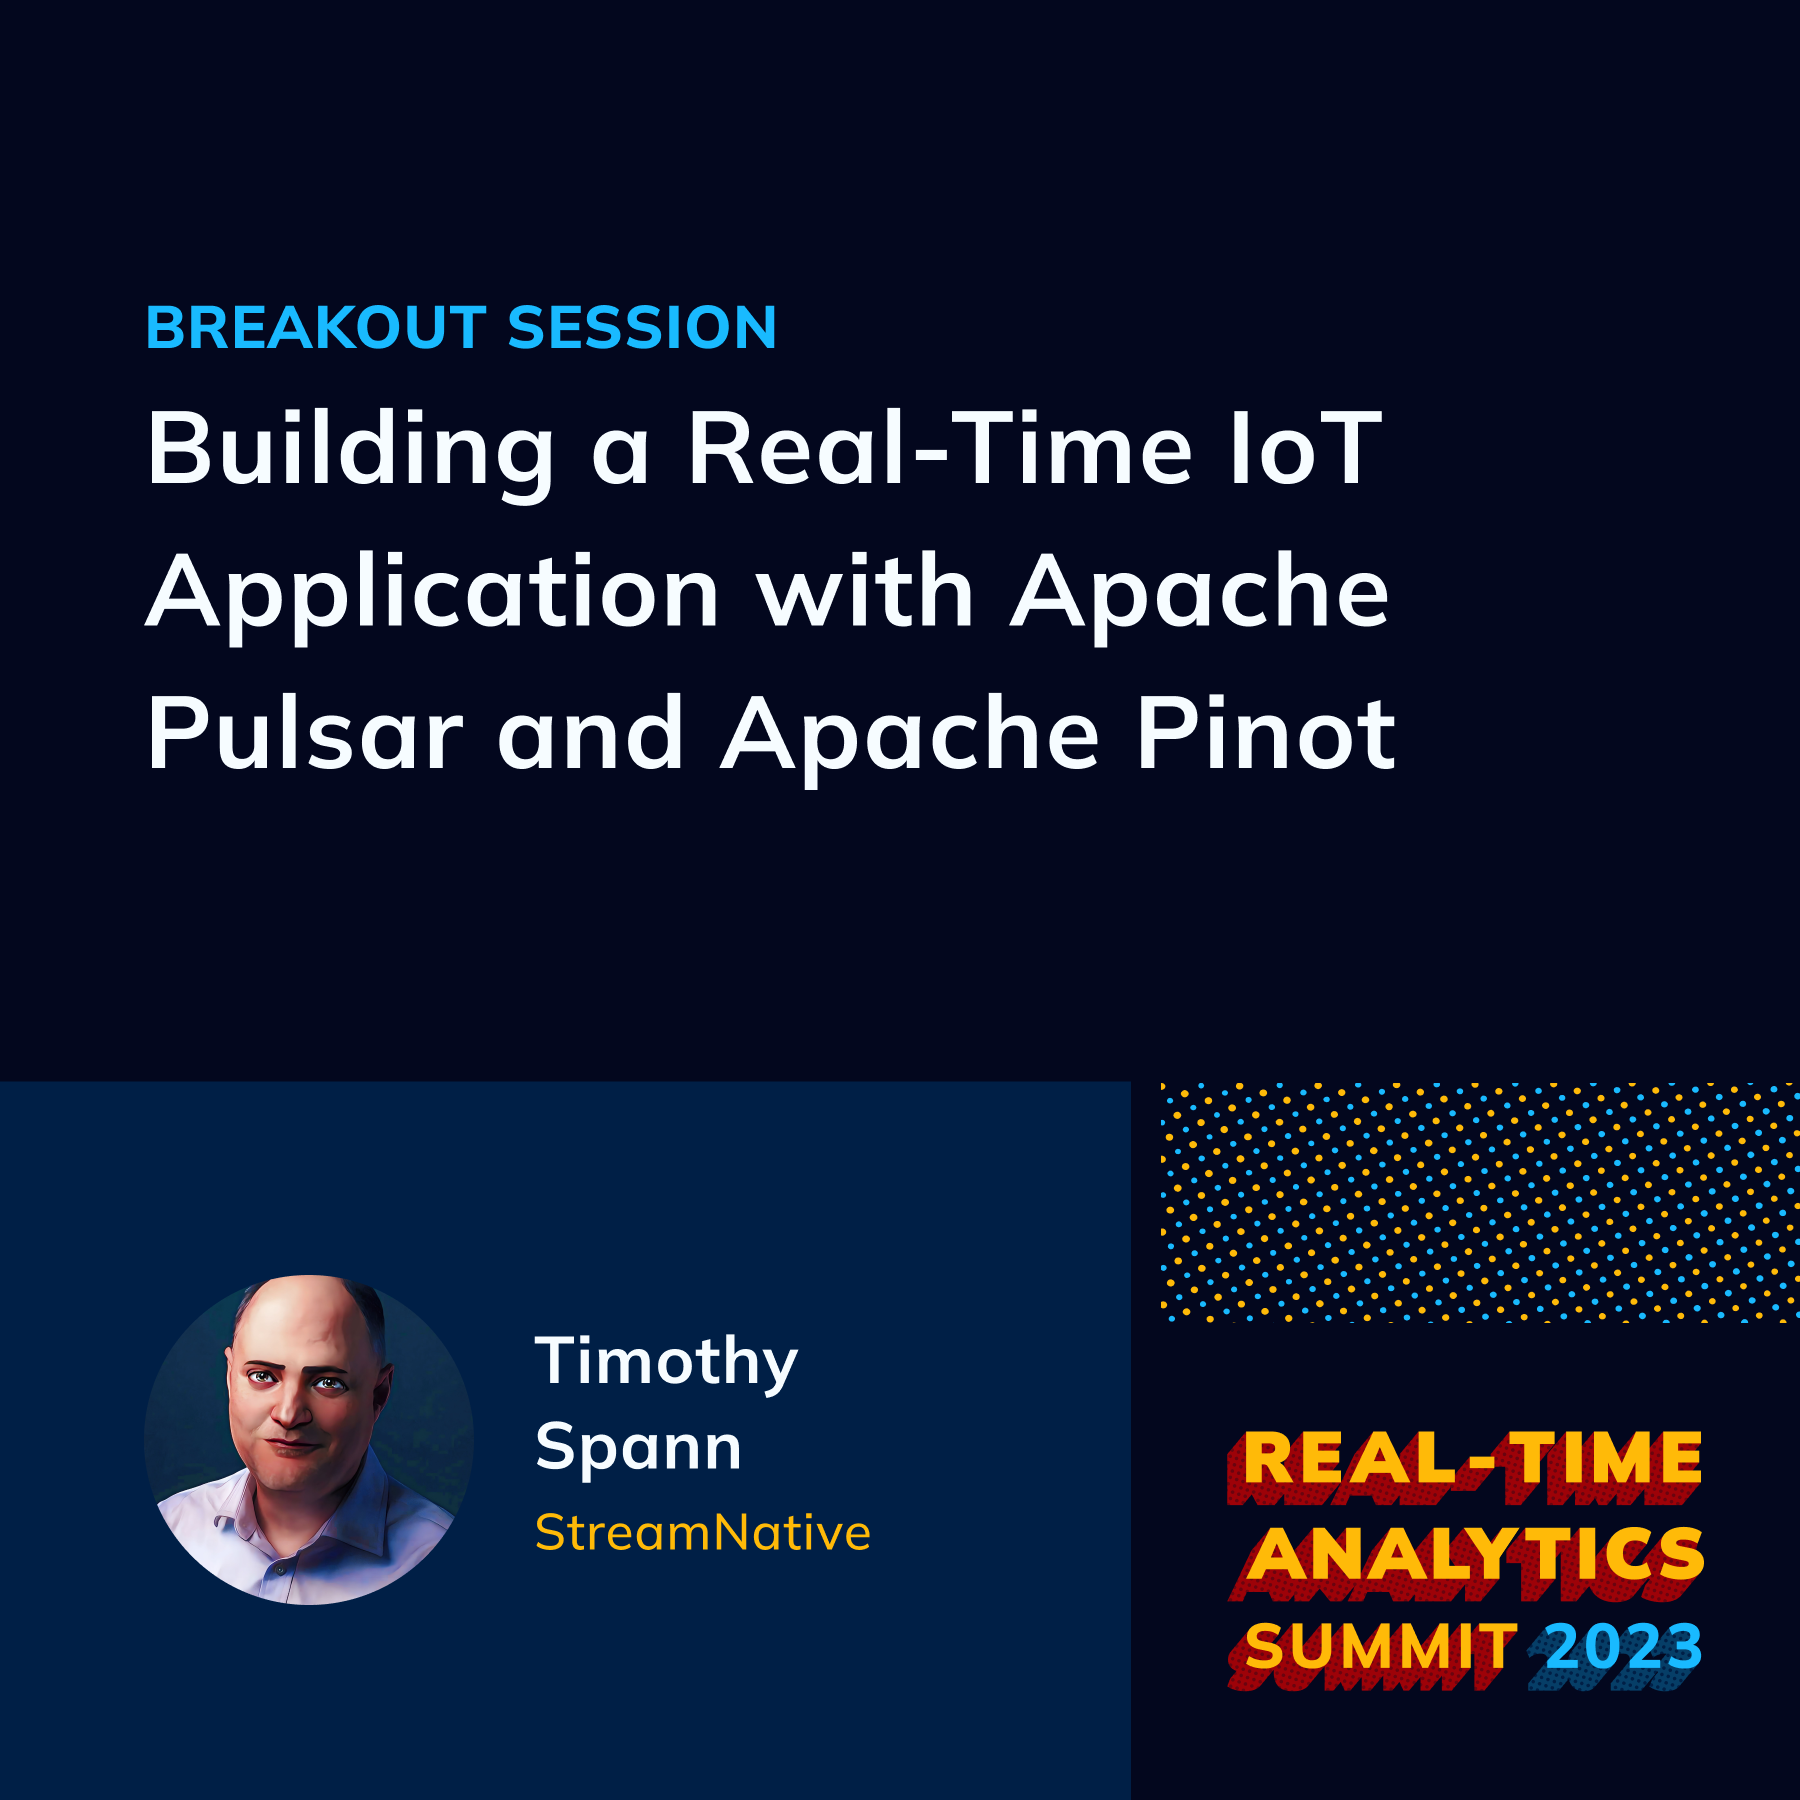 BREAKOUT SESSION
Building a Real-Time IoT
Application with Apache
Pulsar and Apache Pinot
Timothy
Spann
StreamNative
REAL-TIME
ANALYTICS
SUMMIT 2023